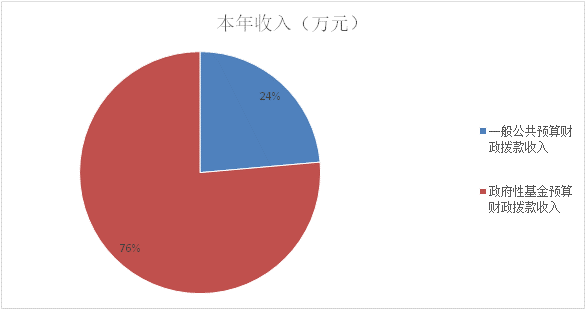 本年收入（万元）
24%
76%
一般公共预算财
政拨款收入
政府性基金预算
财政拨款收入